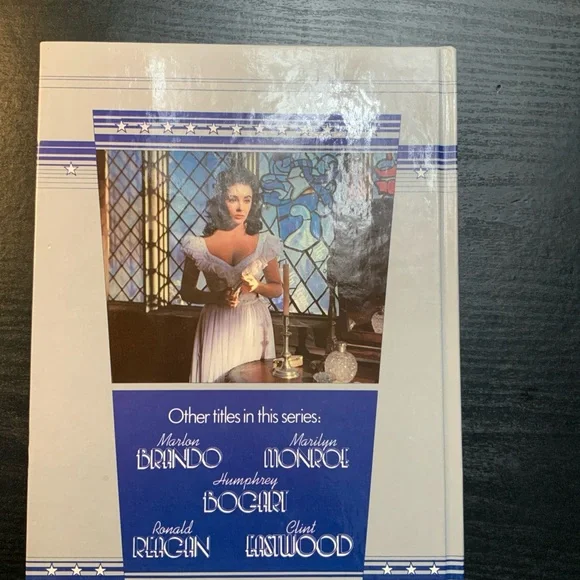 Other titles in this series:
Marlon Marilyn
BRANDO MONROE
Humphrey
BOGART
Ronald Clint
REAGAN EASTWOOD